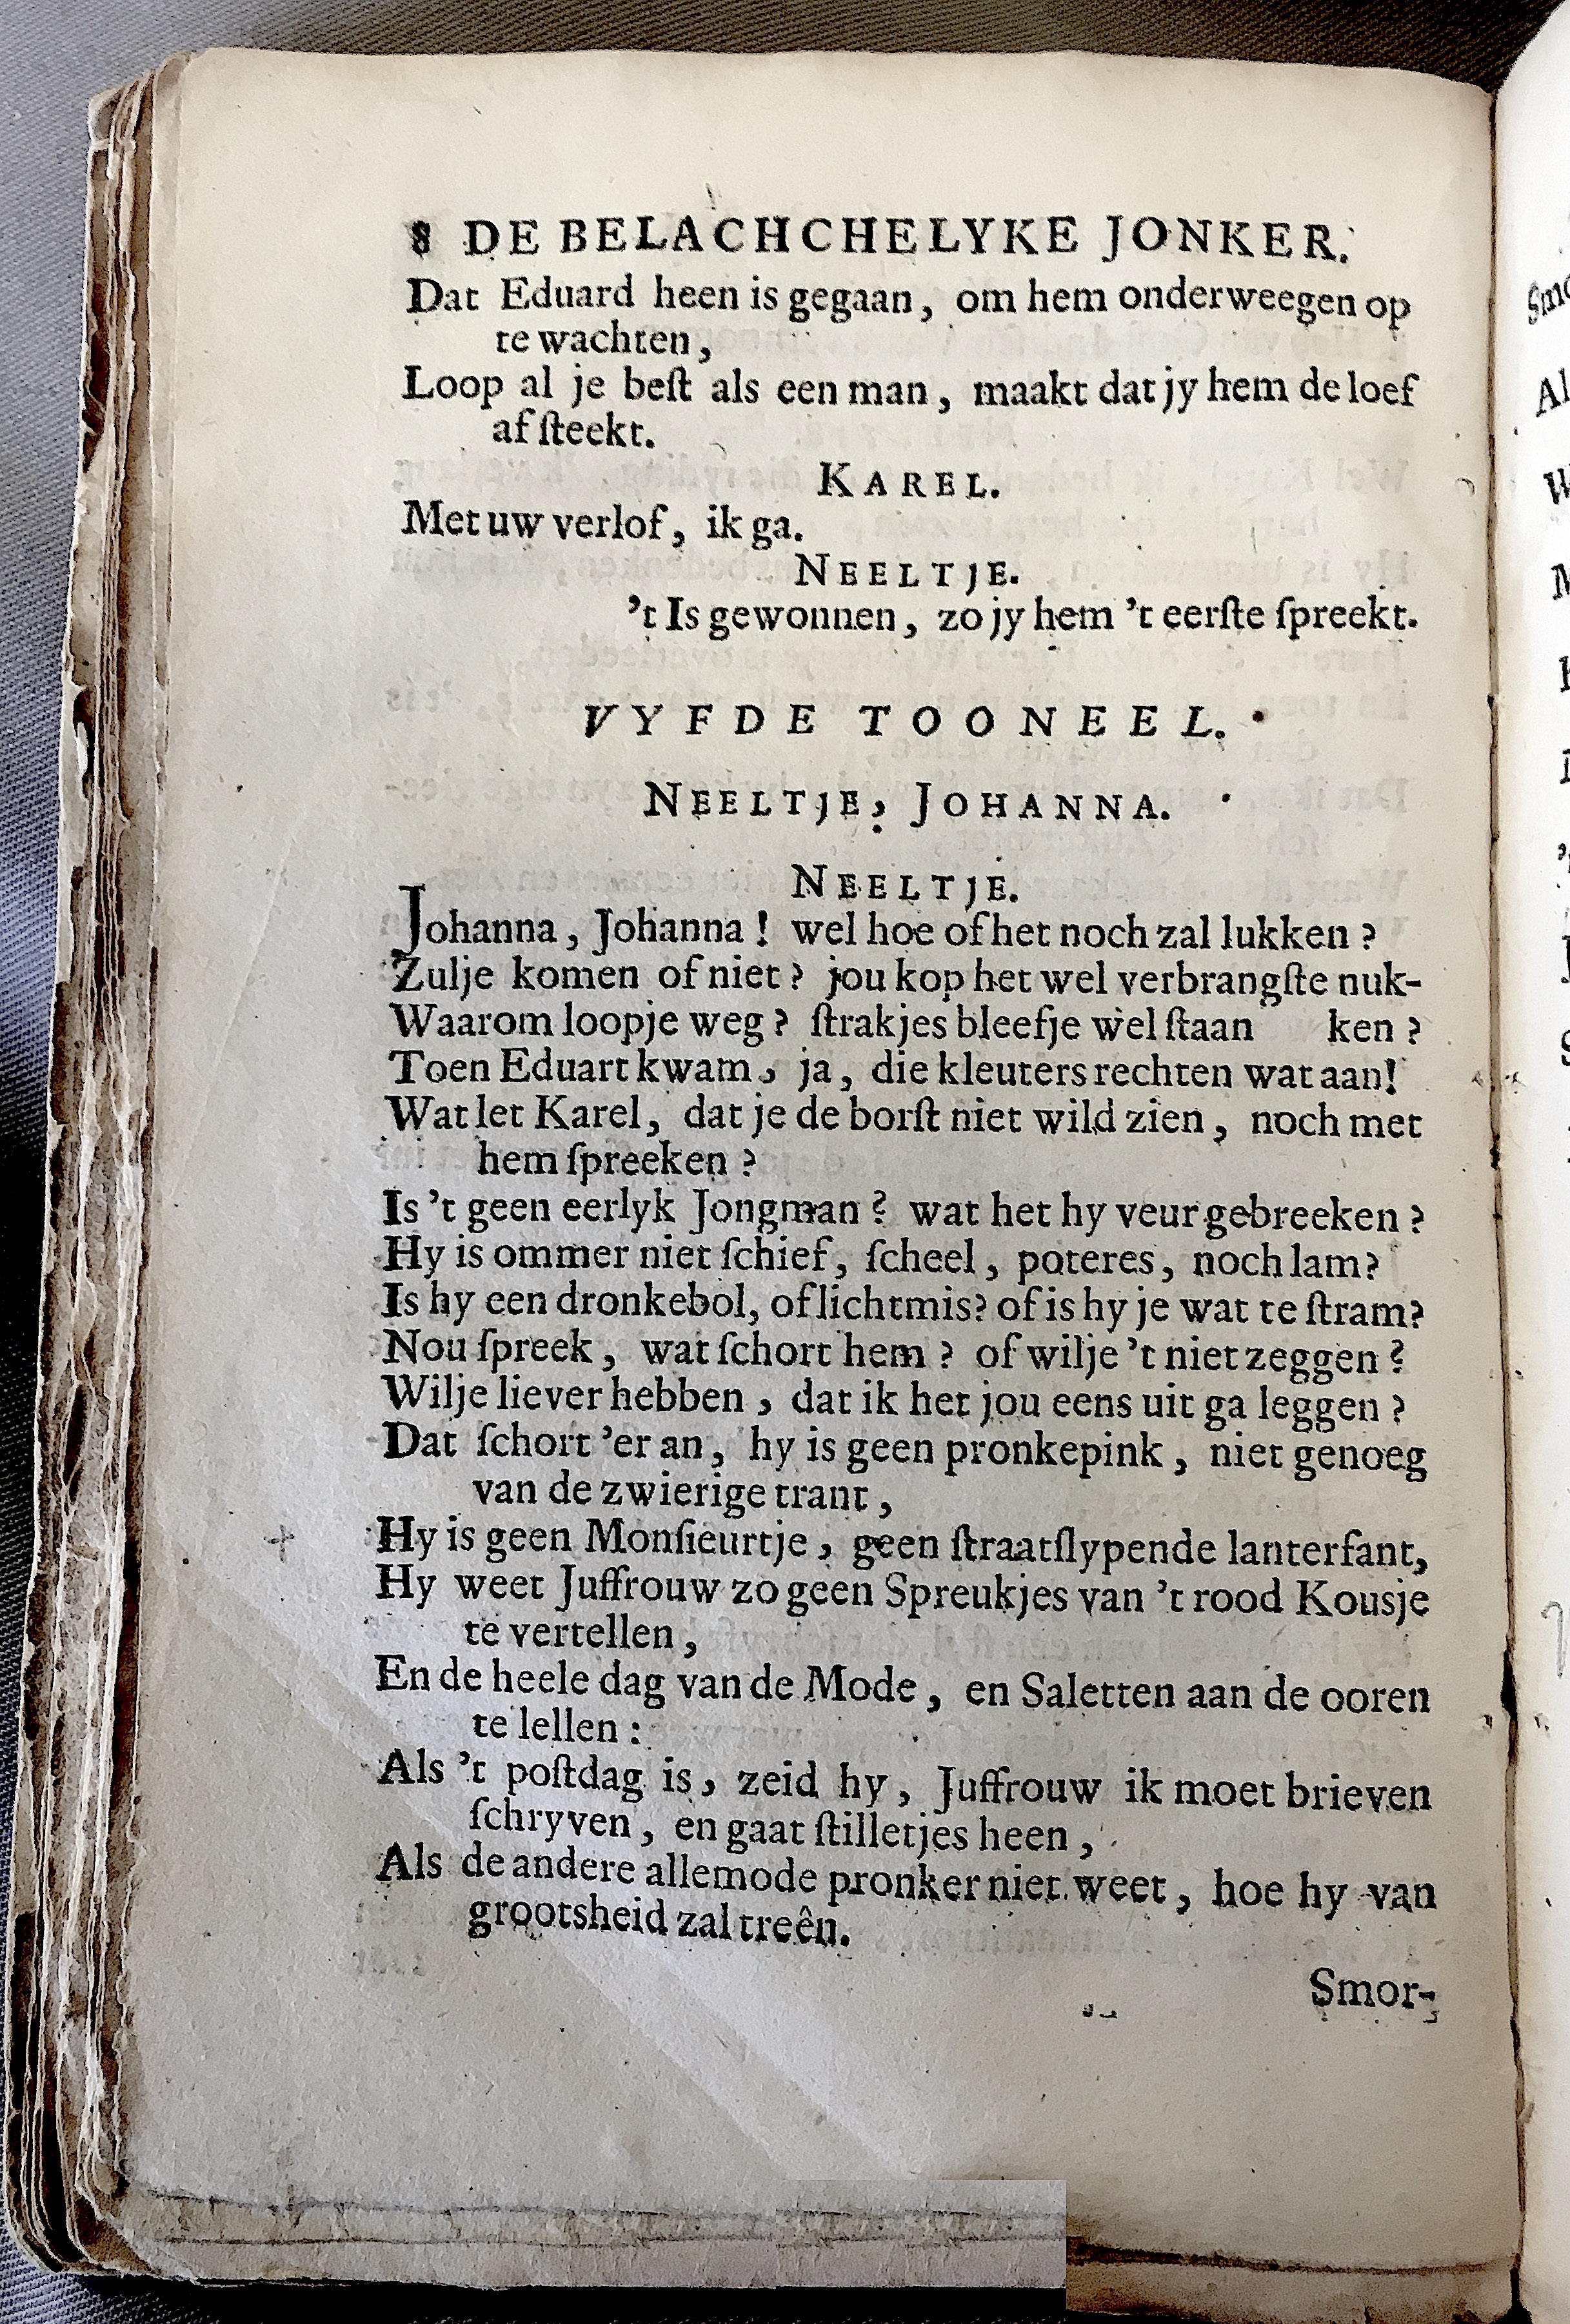 8 DE BELACHCHELYKE JONKER.
Dat Eduard heen is gegaan, om hem onderweegen op
te wachten,
Loop al je beſt als een man, maakt dat jy hem de loef
af ſteekt.
KAREL.
Met uw verlof, ik ga.
NEELTJE.
't Is gewonnen, zo jy hem 't eerſte ſpreekt.
VYFDE TOONEEL.
NEELTJE, JOHANNA.
NEELTJE.
Johanna, Johanna! wel hoe of het noch zal lukken?
Zulje komen of niet? jou kop het wel verbrangſte nuk-
Waarom loopje weg? ſtrakjes bleefje wel ſtaan ken?
Toen Eduart kwam, ja, die kleuters rechten wat aan!
Wat let Karel, dat je de borſt niet wild zien, noch met
hem ſpreeken?
Is 't geen eerlyk Jongman? wat het hy veur gebreeken?
Hy is ommer niet ſchief, ſcheel, poteres, noch lam?
Is hy een dronkebol, of lichtmis? of is hy je wat te ſtram?
Nou ſpreek, wat ſchort hem? of wilje 't niet zeggen?
Wilje liever hebben, dat ik het jou eens uit ga leggen?
Dat ſchort 'er an, hy is geen pronkepink, niet genoeg
van de zwierige trant,
Hy is geen Monſieurtje, geen ſtraatſlypende lanterfant,
Hy weet Juffrouw zo geen Spreukjes van 't rood Kousje
te vertellen,
En de heele dag van de Mode, en Saletten aan de ooren
te lellen:
Als 't poſtdag is, zeid hy, Juffrouw ik moet brieven
ſchryven, en gaat ſtilletjes heen,
Als de andere allemode pronker niet weet, hoe hy van
grootsheid zal treên.
Smor-